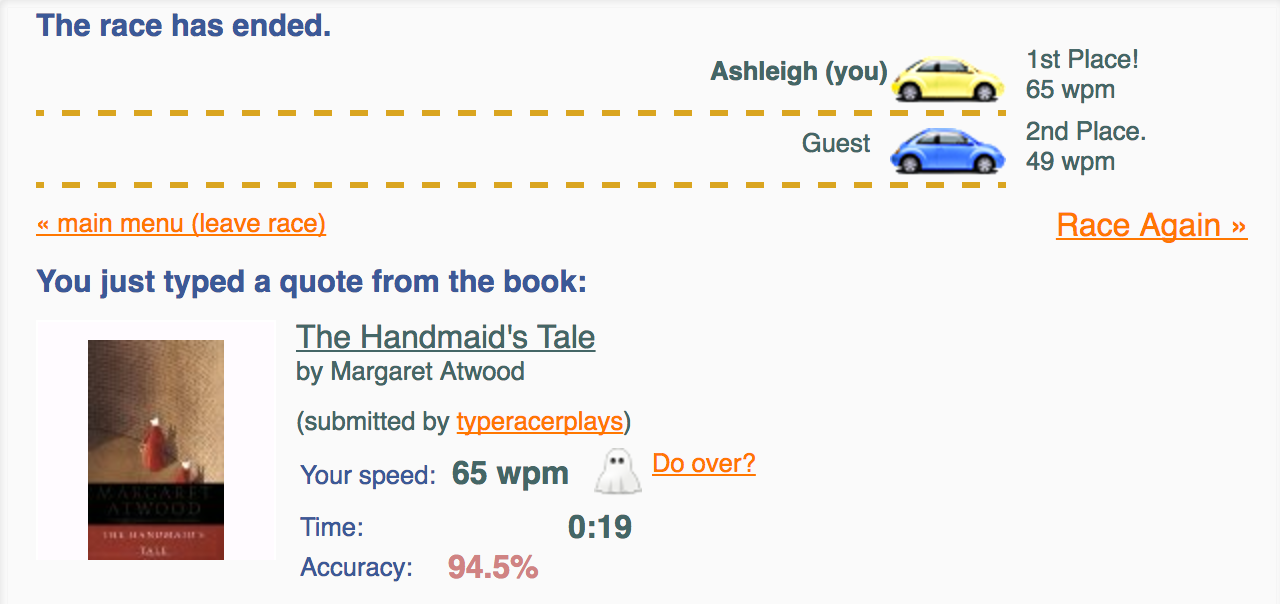 The race has ended.
Ashleigh (you)
1st Place!
65 wpm
Guest
2nd Place.
49 wpm
« main menu (leave race)
Race Again »
You just typed a quote from the book:
The Handmaid's Tale
by Margaret Atwood
(submitted by typeracerplays)
Your speed: 65 wpm Do over?
Time: 0:19
Accuracy: 94.5%
MARGARET
ATWOOD
THE HANDMAID'S
TALE